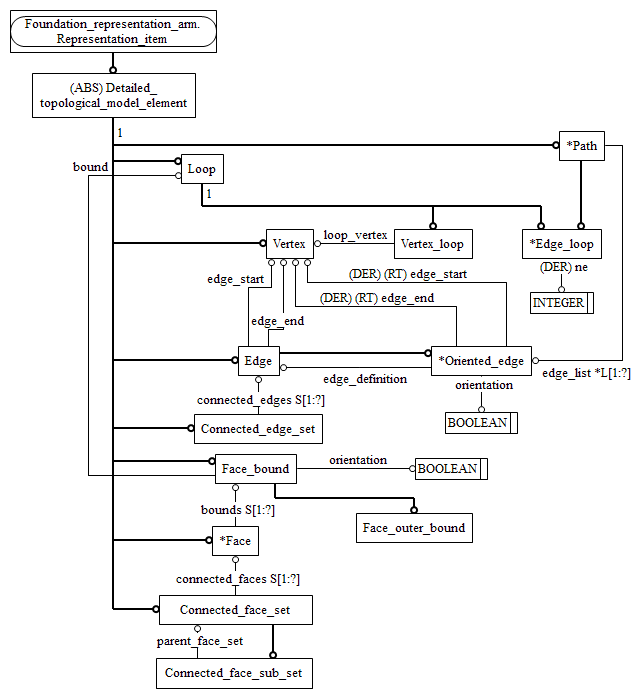 Foundation_representation_arm.
Representation_item
(ABS) Detailed_
topological_model_element
1
*Path
bound
Loop
1
Vertex
loop_vertex
Vertex_loop
*Edge_loop
(DER) ne
INTEGER
edge_start
(DER) (RT) edge_start
(DER) (RT) edge_end
edge_end
Edge
*Oriented_edge
edge_definition
edge_list *L[1:?]
orientation
connected_edges S[1:?]
BOOLEAN
Connected_edge_set
Face_bound
orientation
BOOLEAN
bounds S[1:?]
Face_outer_bound
*Face
connected_faces S[1:?]
Connected_face_set
parent_face_set
Connected_face_sub_set